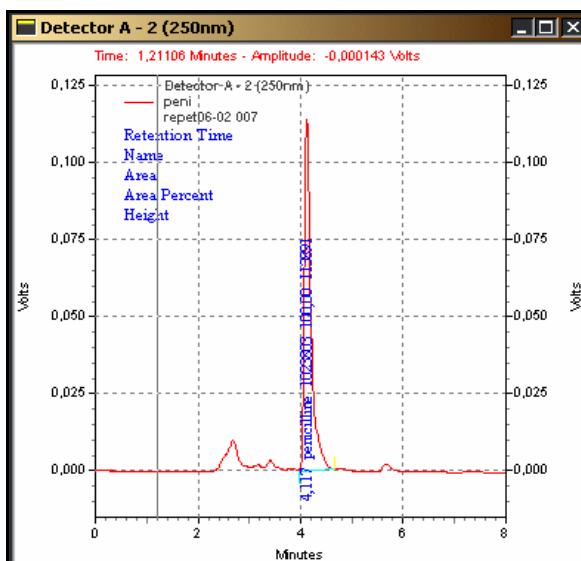 Detector A - 2 (250nm)
Time: 1,21106 Minutes - Amplitude: -0,000143 Volts
Detector A - 2 (250nm)
peni
repet06-02 007
Retention Time
Name
Area
Area Percent
Height
0,125
0,100
0,075
0,050
0,025
0,000
Volts
4,117 penicilline 100,00 113891
0,125
0,100
0,075
0,050
0,025
0,000
Volts
0 2 4 6 8
Minutes